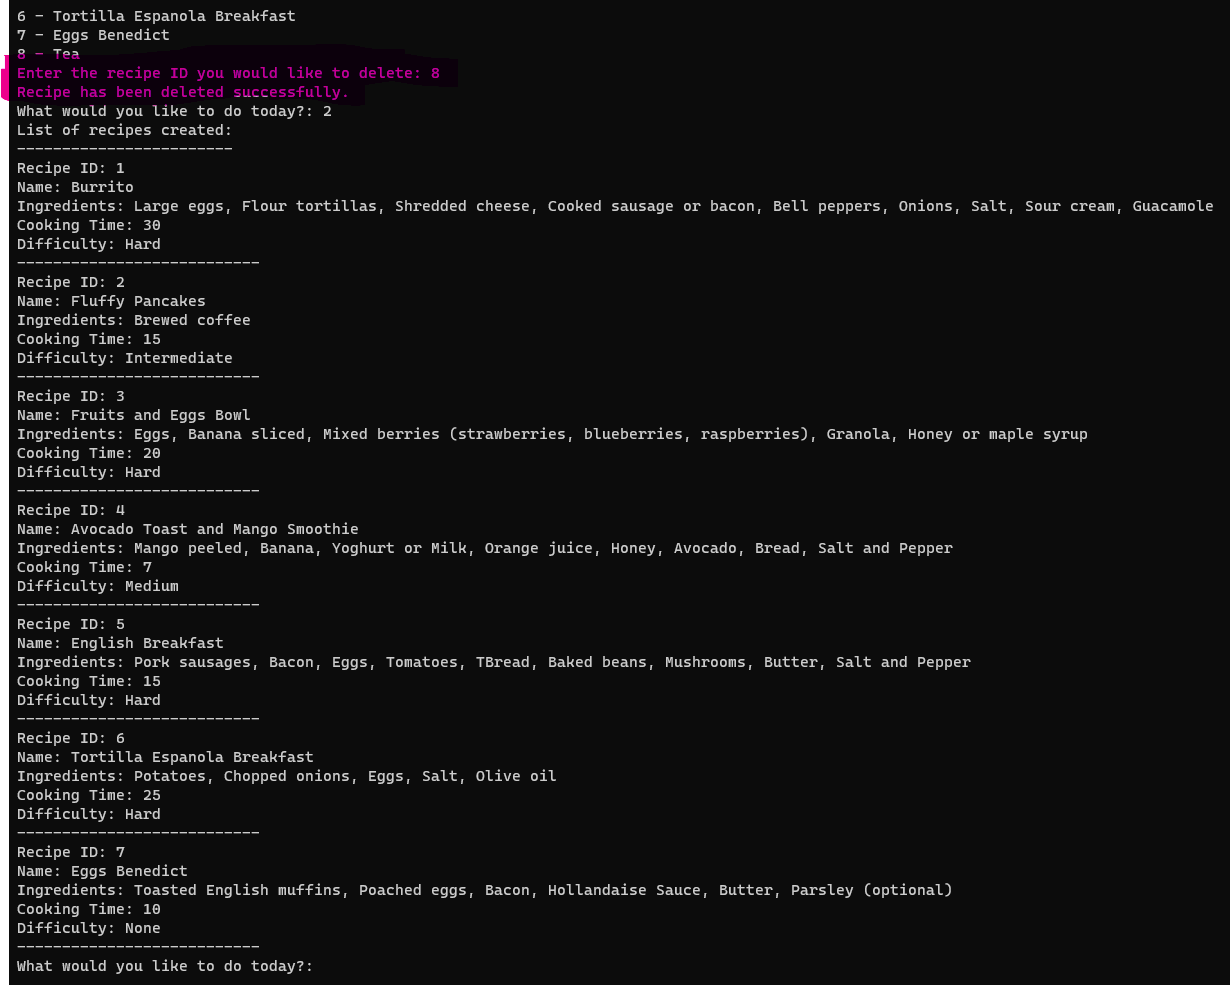 6 - Tortilla Espanola Breakfast
7 - Eggs Benedict
8 - Tea
Enter the recipe ID you would like to delete: 8
Recipe has been deleted successfully.
What would you like to do today?: 2
List of recipes created:
------------------------
Recipe ID: 1
Name: Burrito
Ingredients: Large eggs, Flour tortillas, Shredded cheese, Cooked sausage or bacon, Bell peppers, Onions, Salt, Sour cream, Guacamole
Cooking Time: 30
Difficulty: Hard
---------------------------
Recipe ID: 2
Name: Fluffy Pancakes
Ingredients: Brewed coffee
Cooking Time: 15
Difficulty: Intermediate
---------------------------
Recipe ID: 3
Name: Fruits and Eggs Bowl
Ingredients: Eggs, Banana sliced, Mixed berries (strawberries, blueberries, raspberries), Granola, Honey or maple syrup
Cooking Time: 20
Difficulty: Hard
---------------------------
Recipe ID: 4
Name: Avocado Toast and Mango Smoothie
Ingredients: Mango peeled, Banana, Yoghurt or Milk, Orange juice, Honey, Avocado, Bread, Salt and Pepper
Cooking Time: 7
Difficulty: Medium
---------------------------
Recipe ID: 5
Name: English Breakfast
Ingredients: Pork sausages, Bacon, Eggs, Tomatoes, TBread, Baked beans, Mushrooms, Butter, Salt and Pepper
Cooking Time: 15
Difficulty: Hard
---------------------------
Recipe ID: 6
Name: Tortilla Espanola Breakfast
Ingredients: Potatoes, Chopped onions, Eggs, Salt, Olive oil
Cooking Time: 25
Difficulty: Hard
---------------------------
Recipe ID: 7
Name: Eggs Benedict
Ingredients: Toasted English muffins, Poached eggs, Bacon, Hollandaise Sauce, Butter, Parsley (optional)
Cooking Time: 10
Difficulty: None
---------------------------
What would you like to do today?: